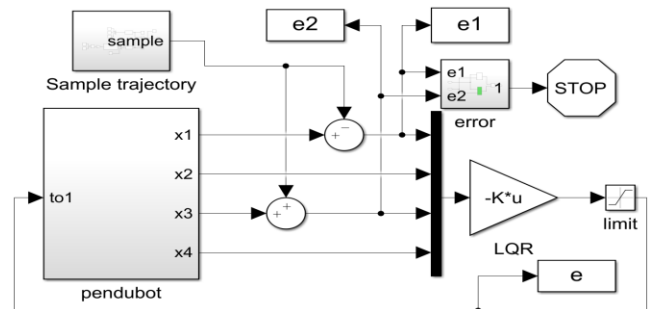 e2
e1
sample
Sample trajectory
e1
e2
1
STOP
error
x1
−
x2
to1
-K*u
x3
+
+
limit
x4
LQR
e
pendubot